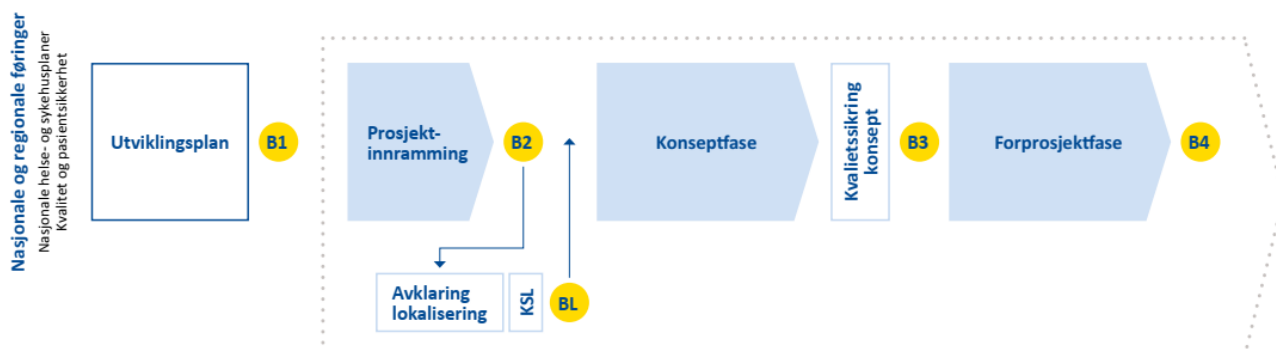 Nasjonale og regionale føringer
Nasjonale helse- og sykehusplaner
Kvalitet og pasientsikkerhet
Utviklingsplan
B1
Prosjekt-
innramming
B2
Avklaring
lokalisering
KSL
BL
Konseptfase
Kvalietssikring
konsept
B3
Forprosjektfase
B4